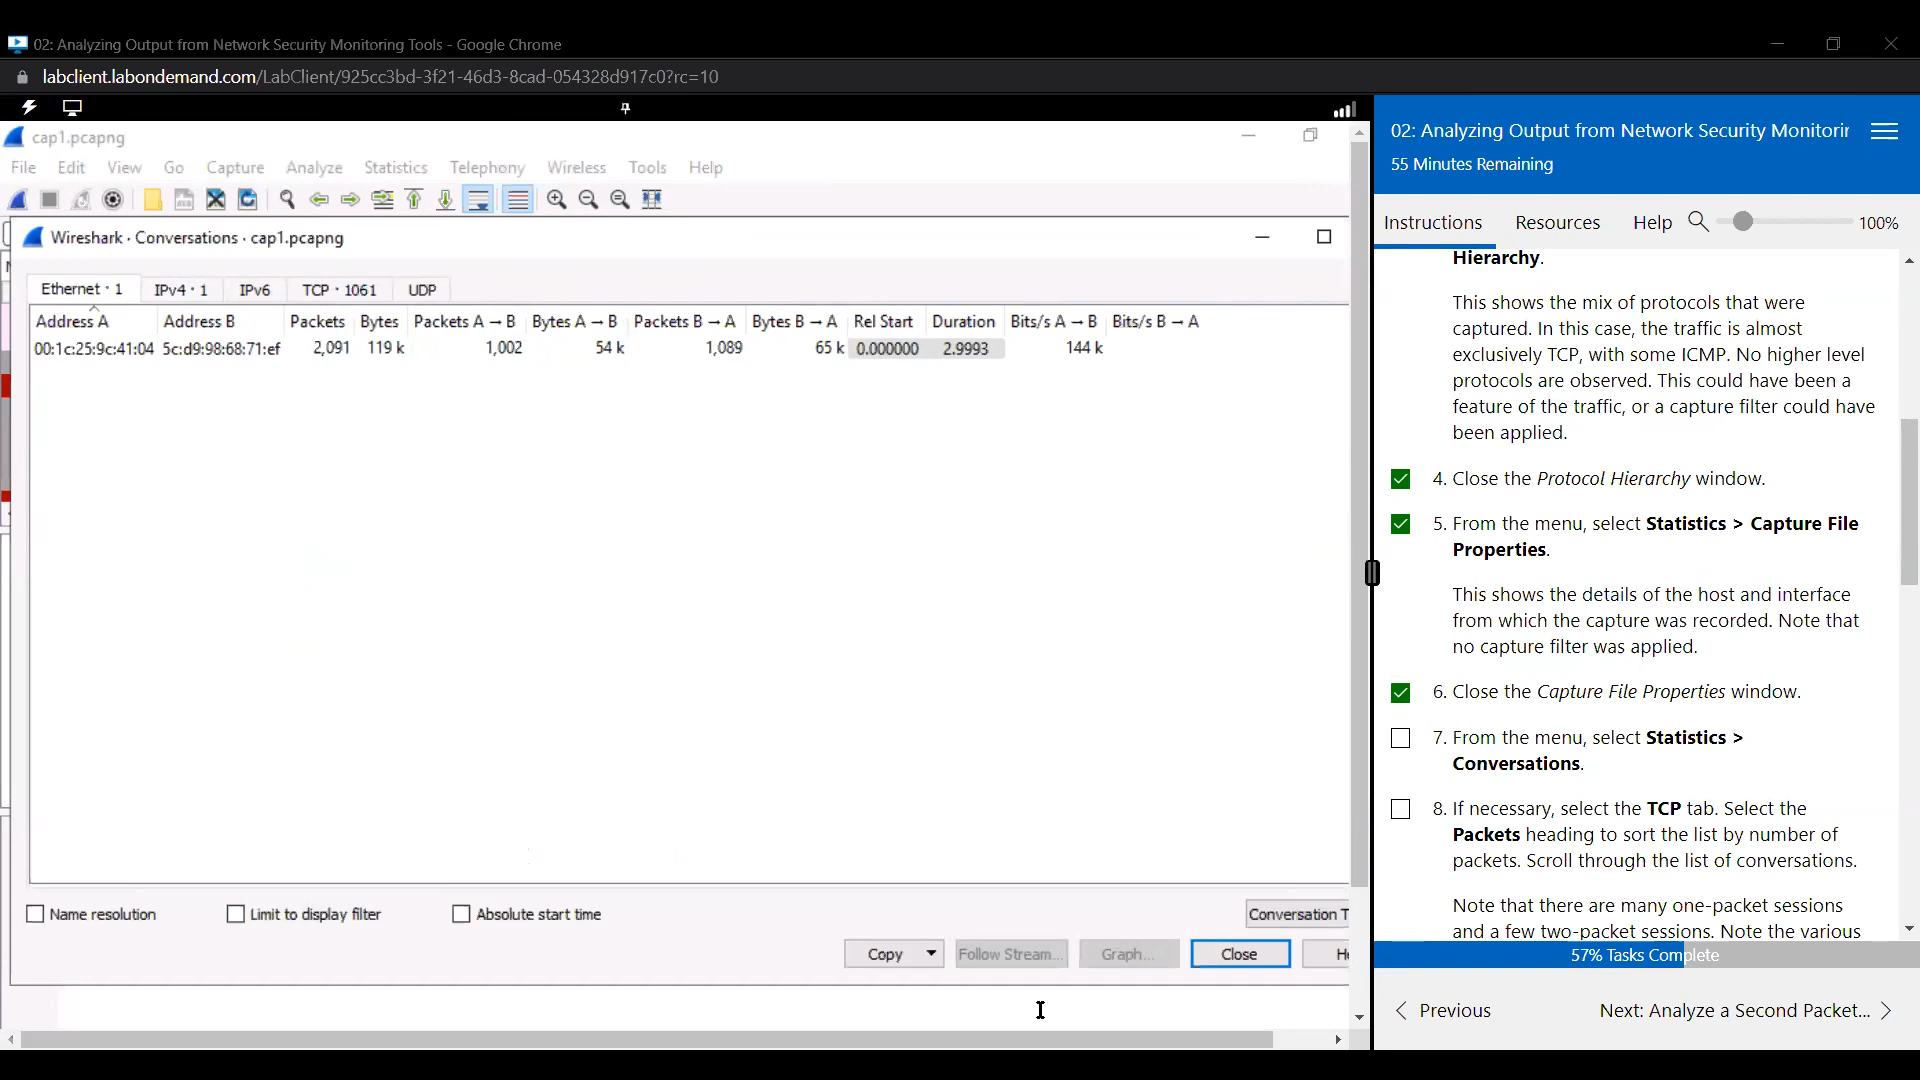 02: Analyzing Output from Network Security Monitoring Tools - Google Chrome
labclient.labondemand.com/LabClient/925cc3bd-3f21-46d3-8cad-054328d917c0?rc=10
cap1.pcapng
File Edit View Go Capture Analyze Statistics Telephony Wireless Tools Help
Wireshark · Conversations · cap1.pcapng
Ethernet · 1 IPv4 · 1 IPv6 TCP · 1061 UDP
Address A Address B Packets Bytes Packets A → B Bytes A → B Packets B → A Bytes B → A Rel Start Duration Bits/s A → B Bits/s B → A
00:1c:25:9c:41:04 5c:d9:98:68:71:ef 2,091 119 k 1,002 54 k 1,089 65 k 0.000000 2.9993 144 k
Name resolution Limit to display filter Absolute start time Conversation T
Copy Follow Stream... Graph... Close He
02: Analyzing Output from Network Security Monitorin
55 Minutes Remaining
Instructions Resources Help 100%
Hierarchy.
This shows the mix of protocols that were
captured. In this case, the traffic is almost
exclusively TCP, with some ICMP. No higher level
protocols are observed. This could have been a
feature of the traffic, or a capture filter could have
been applied.
4. Close the Protocol Hierarchy window.
5. From the menu, select Statistics > Capture File
Properties.
This shows the details of the host and interface
from which the capture was recorded. Note that
no capture filter was applied.
6. Close the Capture File Properties window.
7. From the menu, select Statistics >
Conversations.
8. If necessary, select the TCP tab. Select the
Packets heading to sort the list by number of
packets. Scroll through the list of conversations.
Note that there are many one-packet sessions
and a few two-packet sessions. Note the various
57% Tasks Complete
Previous Next: Analyze a Second Packet...